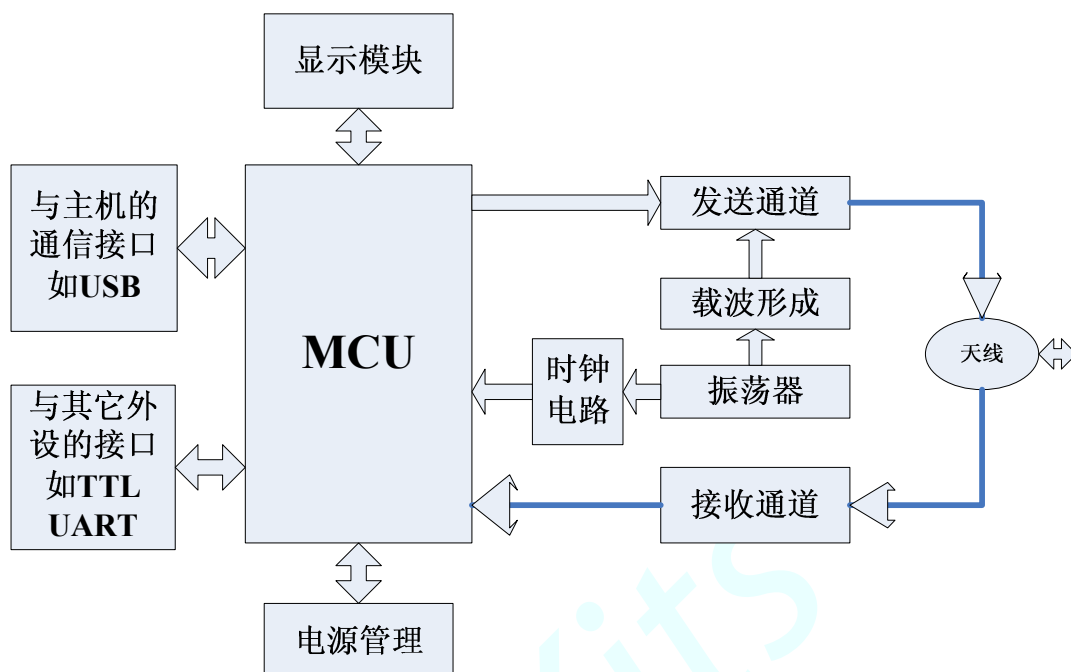 显示模块
与主机的
通信接口
如USB
MCU
发送通道
载波形成
天线
时钟
电路
振荡器
与其它外
设的接口
如TTL
UART
接收通道
电源管理